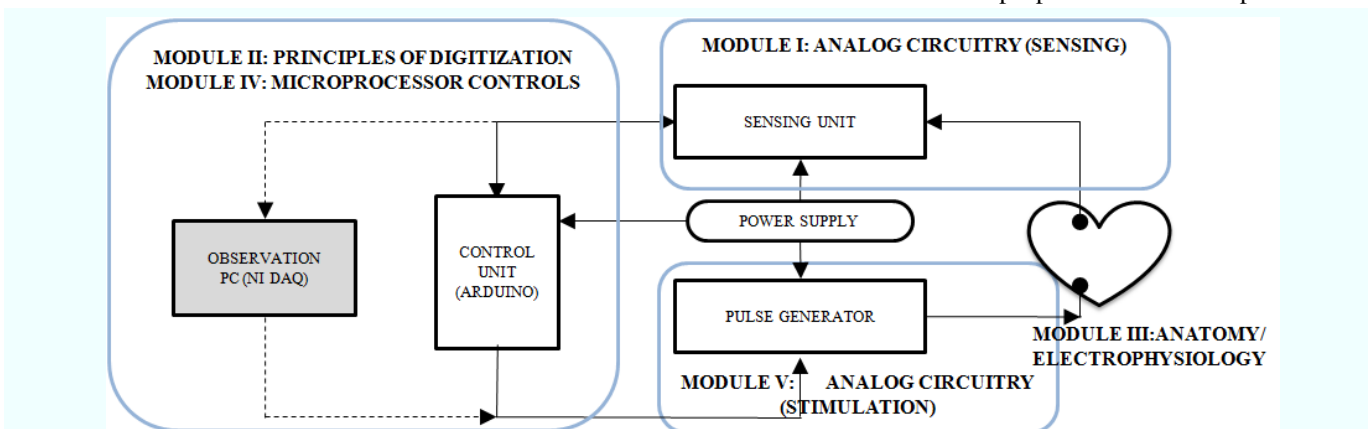 MODULE II: PRINCIPLES OF DIGITIZATION
MODULE IV: MICROPROCESSOR CONTROLS
MODULE I: ANALOG CIRCUITRY (SENSING)
SENSING UNIT
POWER SUPPLY
OBSERVATION
PC (NI DAQ)
CONTROL
UNIT
(ARDUINO)
PULSE GENERATOR
MODULE III:ANATOMY/
ELECTROPHYSIOLOGY
MODULE V: ANALOG CIRCUITRY
(STIMULATION)